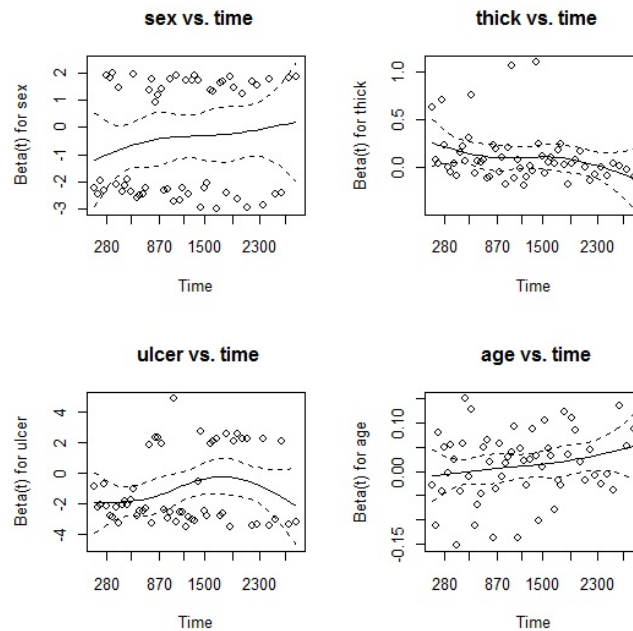 sex vs. time
Beta(t) for sex
2
1
0
-1
-2
-3
280 870 1500 2300
Time
thick vs. time
Beta(t) for thick
1.0
0.5
0.0
280 870 1500 2300
Time
ulcer vs. time
Beta(t) for ulcer
4
2
0
-2
-4
280 870 1500 2300
Time
age vs. time
Beta(t) for age
0.10
0.00
-0.15
280 870 1500 2300
Time